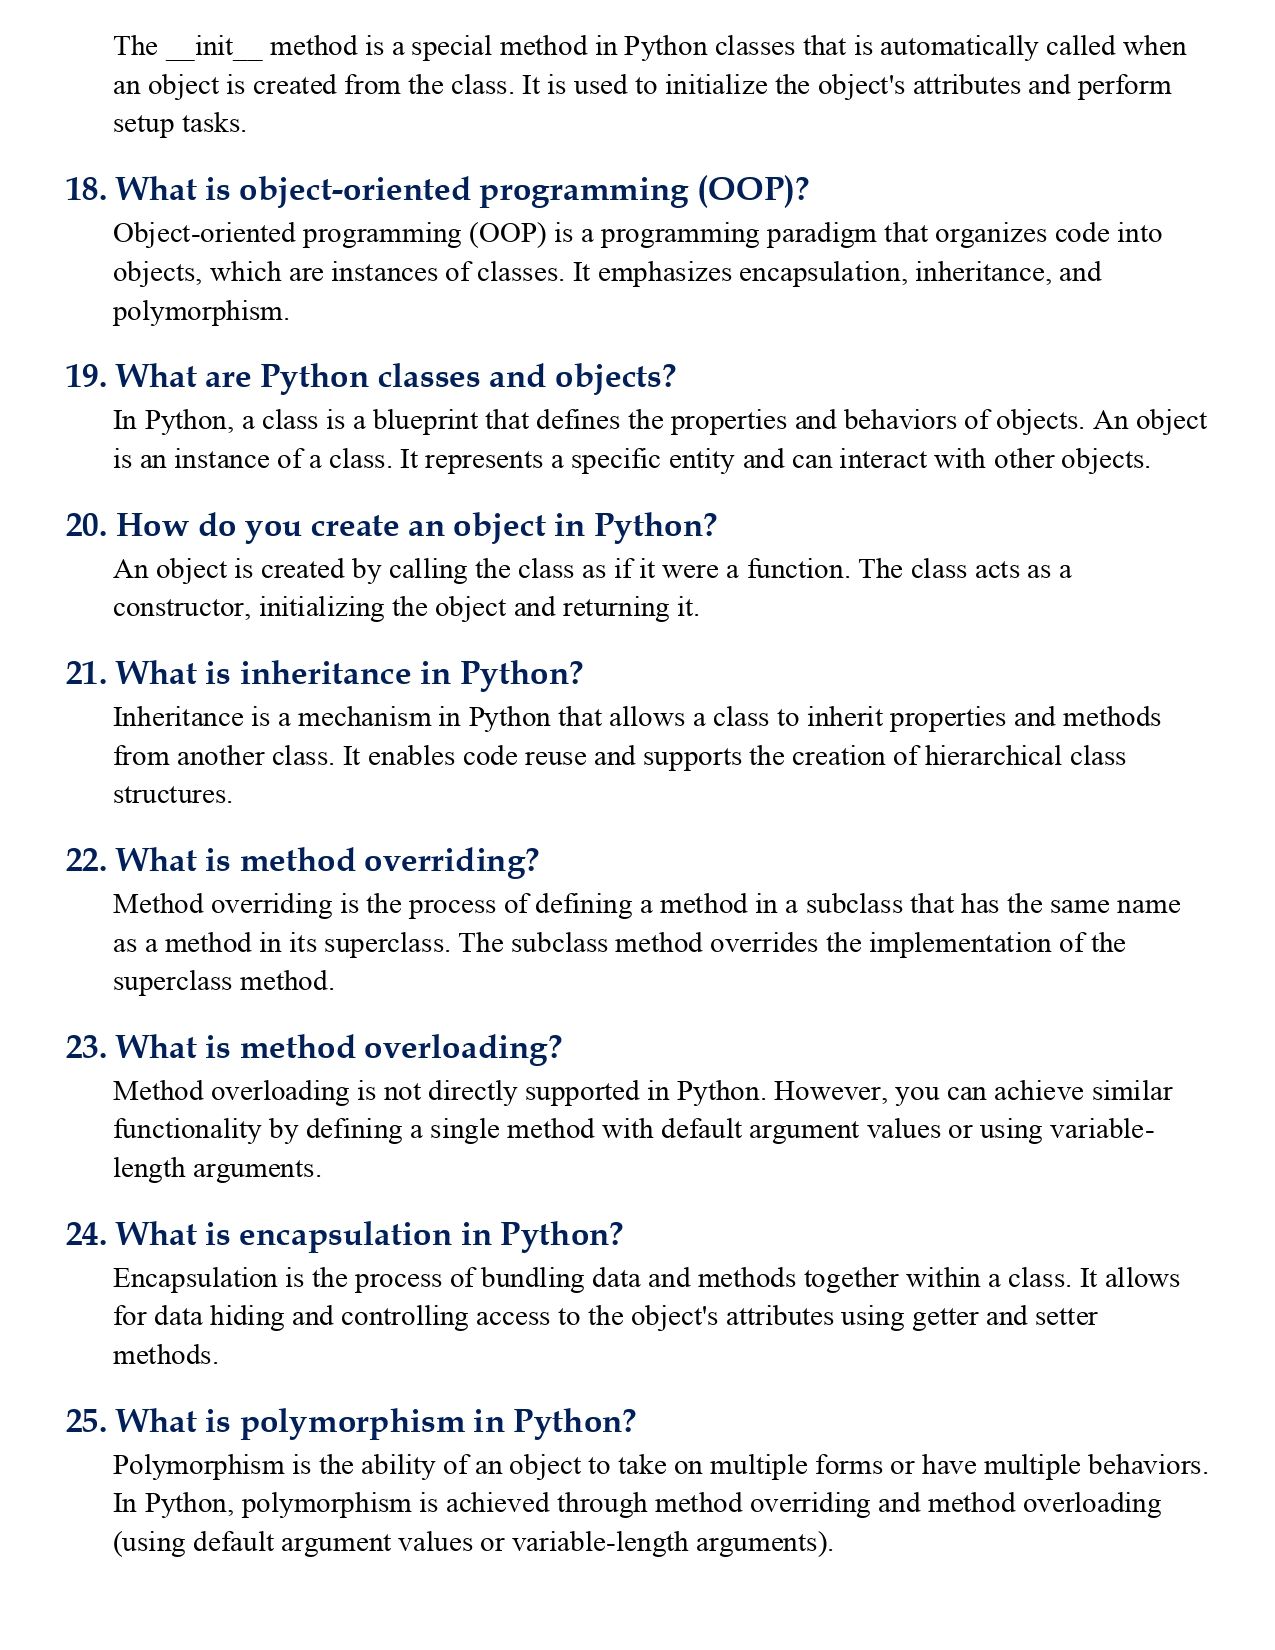 The __init__ method is a special method in Python classes that is automatically called when
an object is created from the class. It is used to initialize the object's attributes and perform
setup tasks.
18. What is object-oriented programming (OOP)?
Object-oriented programming (OOP) is a programming paradigm that organizes code into
objects, which are instances of classes. It emphasizes encapsulation, inheritance, and
polymorphism.
19. What are Python classes and objects?
In Python, a class is a blueprint that defines the properties and behaviors of objects. An object
is an instance of a class. It represents a specific entity and can interact with other objects.
20. How do you create an object in Python?
An object is created by calling the class as if it were a function. The class acts as a
constructor, initializing the object and returning it.
21. What is inheritance in Python?
Inheritance is a mechanism in Python that allows a class to inherit properties and methods
from another class. It enables code reuse and supports the creation of hierarchical class
structures.
22. What is method overriding?
Method overriding is the process of defining a method in a subclass that has the same name
as a method in its superclass. The subclass method overrides the implementation of the
superclass method.
23. What is method overloading?
Method overloading is not directly supported in Python. However, you can achieve similar
functionality by defining a single method with default argument values or using variable-
length arguments.
24. What is encapsulation in Python?
Encapsulation is the process of bundling data and methods together within a class. It allows
for data hiding and controlling access to the object's attributes using getter and setter
methods.
25. What is polymorphism in Python?
Polymorphism is the ability of an object to take on multiple forms or have multiple behaviors.
In Python, polymorphism is achieved through method overriding and method overloading
(using default argument values or variable-length arguments).